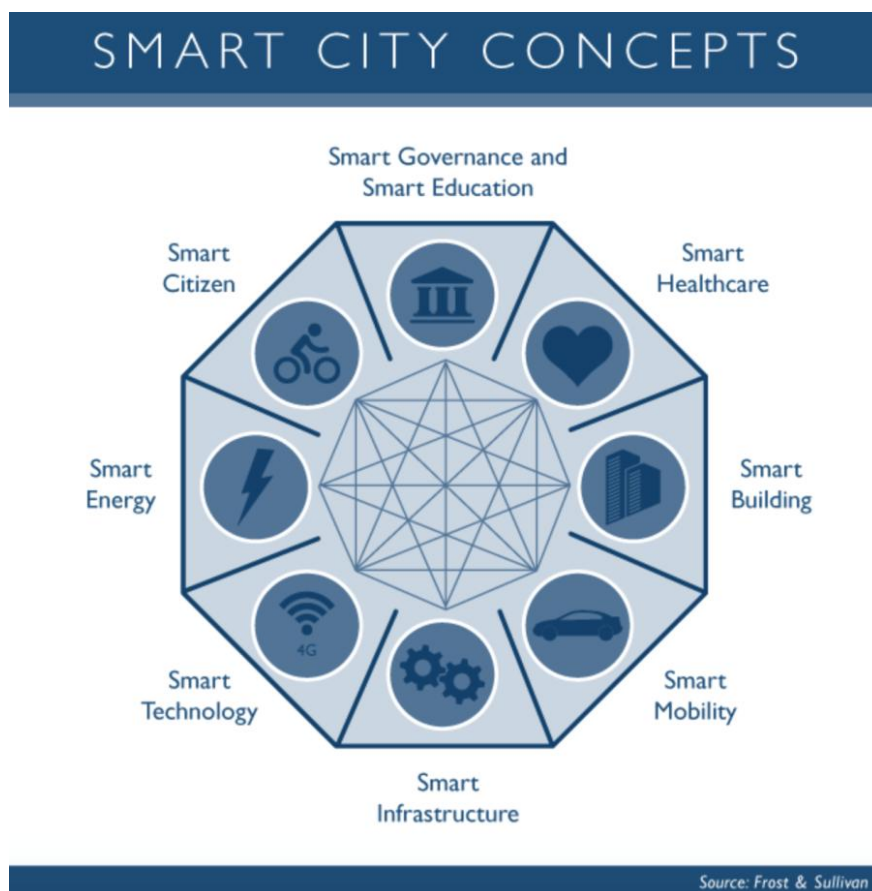 SMART CITY CONCEPTS
Smart Governance and
Smart Education
Smart
Citizen
Smart
Healthcare
Smart
Energy
Smart
Building
4G
Smart
Technology
Smart
Mobility
Smart
Infrastructure
Source: Frost & Sullivan